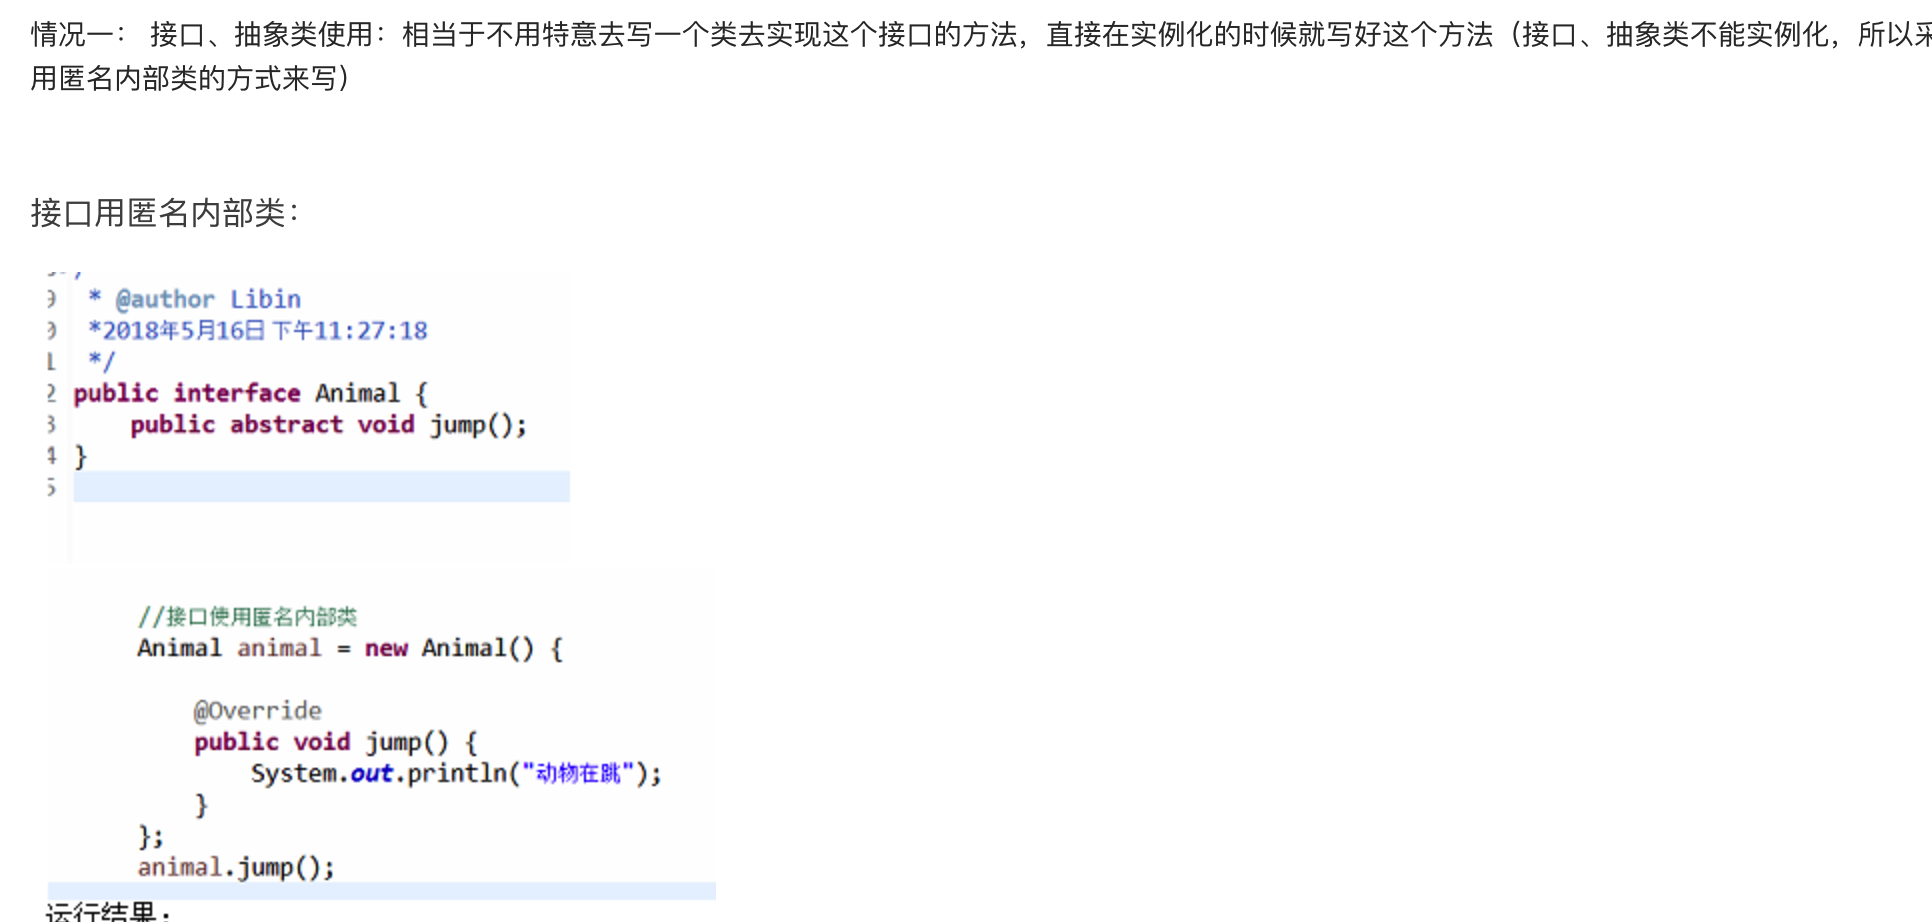 情况一： 接口、抽象类使用：相当于不用特意去写一个类去实现这个接口的方法，直接在实例化的时候就写好这个方法（接口、抽象类不能实例化，所以采
用匿名内部类的方式来写）
接口用匿名内部类：
9 * @author Libin
0 *2018年5月16日 下午11:27:18
1 */
2 public interface Animal {
3 public abstract void jump();
4 }
5
//接口使用匿名内部类
Animal animal = new Animal() {
@Override
public void jump() {
System.out.println("动物在跳");
}
};
animal.jump();
运行结果：